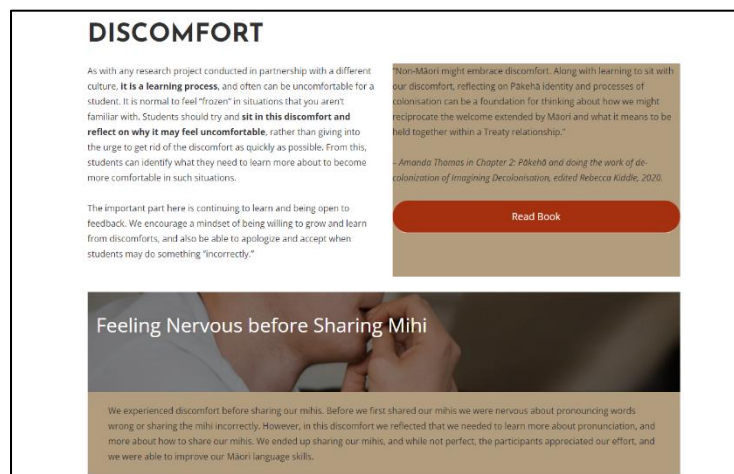 DISCOMFORT
As with any research project conducted in partnership with a different
culture, it is a learning process, and often can be uncomfortable for a
student. It is normal to feel "frozen" in situations that you aren't
familiar with. Students should try and sit in this discomfort and
reflect on why it may feel uncomfortable, rather than giving into
the urge to get rid of the discomfort as quickly as possible. From this,
students can identify what they need to learn more about to become
more comfortable in such situations.
The important part here is continuing to learn and being open to
feedback. We encourage a mindset of being willing to grow and learn
from discomforts, and also be able to apologize and accept when
students may do something "incorrectly."
"Non-Māori might embrace discomfort. Along with learning to sit with
our discomfort, reflecting on Pākehā identity and processes of
colonisation can be a foundation for thinking about how we might
reciprocate the welcome extended by Māori and what it means to be
held together within a Treaty relationship."
– Amanda Thomas in Chapter 2: Pākehā and doing the work of de-
colonization of Imagining Decolonisation, edited Rebecca Kiddle, 2020.
Read Book
Feeling Nervous before Sharing Mihi
We experienced discomfort before sharing our mihis. Before we first shared our mihis we were nervous about pronouncing words
wrong or sharing the mihi incorrectly. However, in this discomfort we reflected that we needed to learn more about pronunciation, and
more about how to share our mihis. We ended up sharing our mihis, and while not perfect, the participants appreciated our effort, and
we were able to improve our Māori language skills.